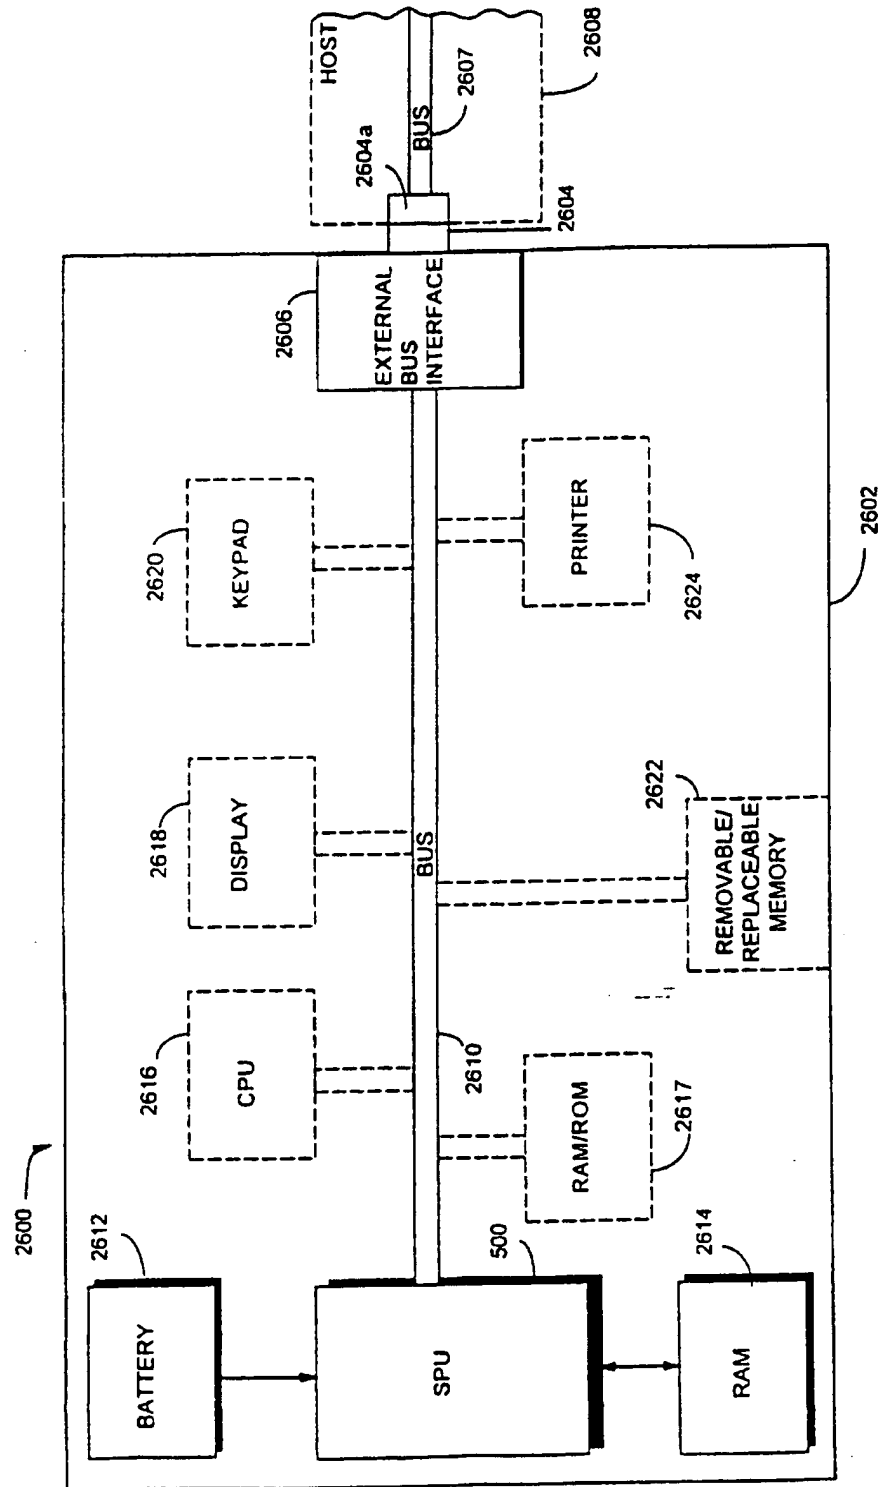 2600
BATTERY
2612
SPU
500
RAM
2614
CPU
2616
RAM/ROM
2617
BUS
2610
DISPLAY
2618
REMOVABLE/
REPLACEABLE
MEMORY
2622
KEYPAD
2620
PRINTER
2624
EXTERNAL
BUS
INTERFACE
2606
2602
2604
2604a
HOST
BUS
2607
2608